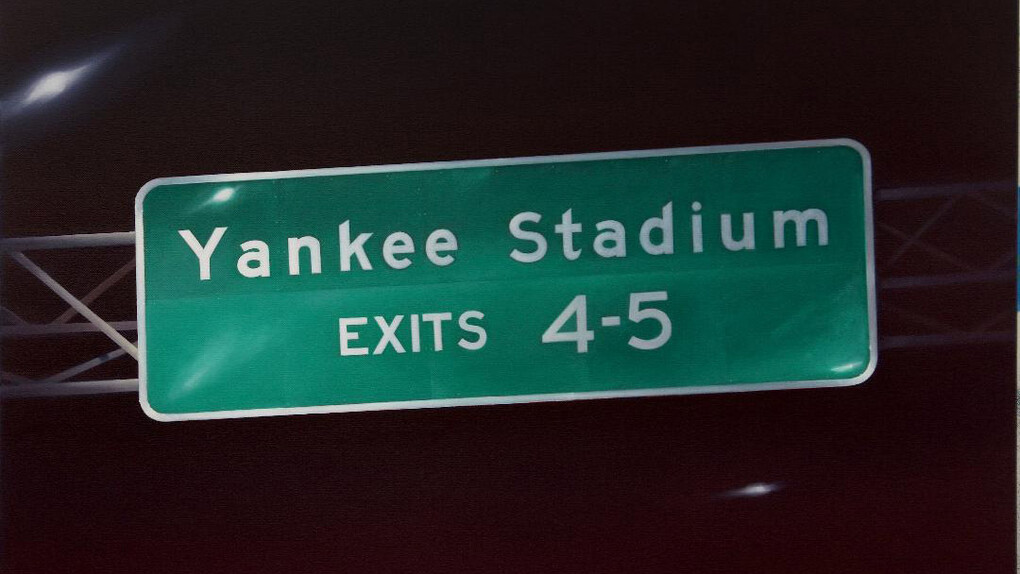 Yankee Stadium
EXITS 4-5